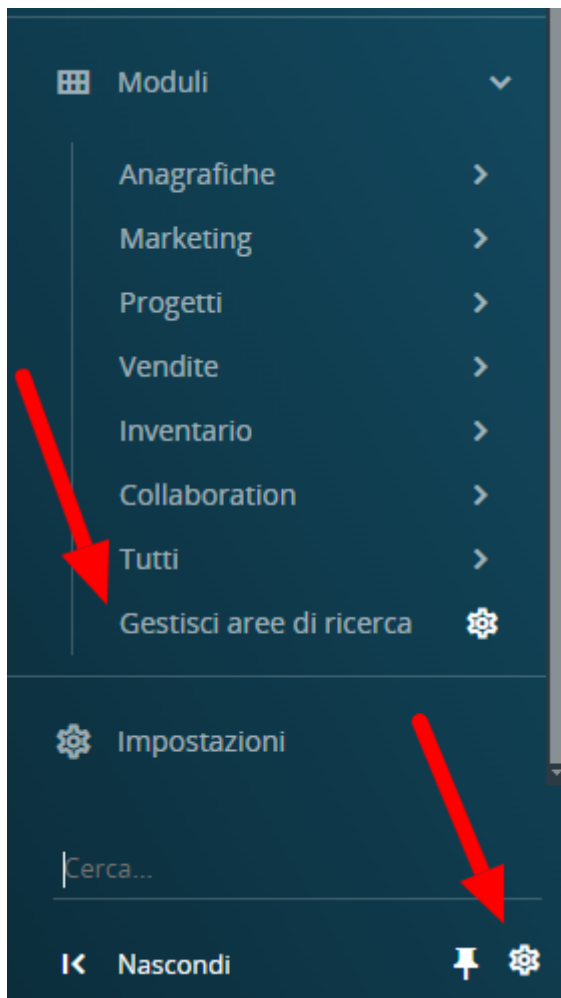 Moduli
Anagrafiche
Marketing
Progetti
Vendite
Inventario
Collaboration
Tutti
Gestisci aree di ricerca
Impostazioni
Cerca...
Nascondi